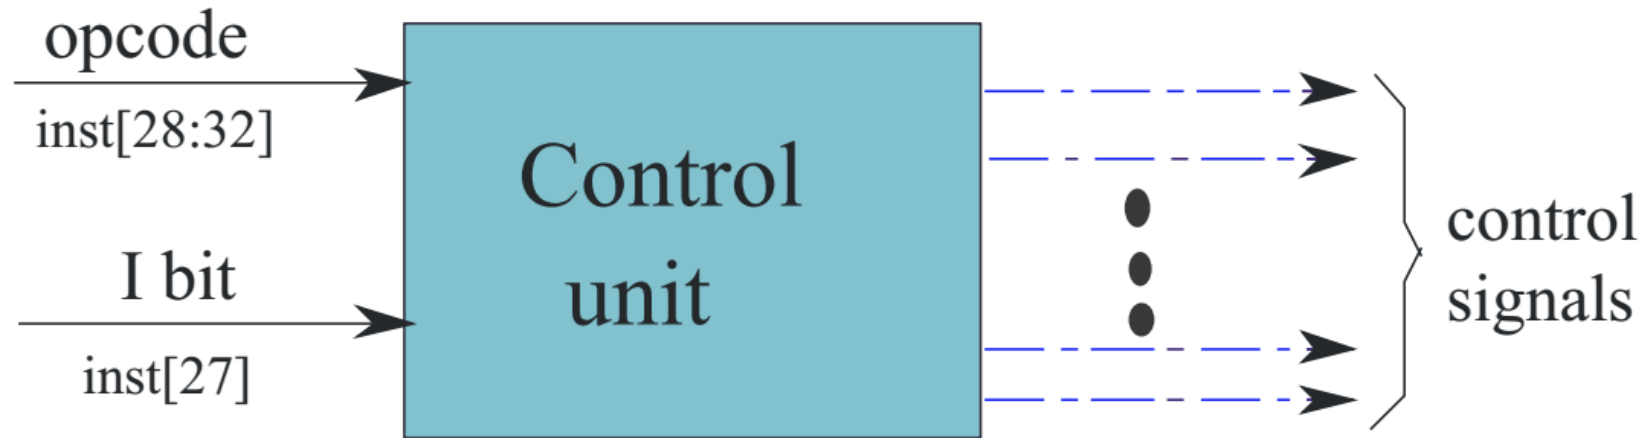 opcode
inst[28:32]
I bit
inst[27]
Control
unit
control
signals